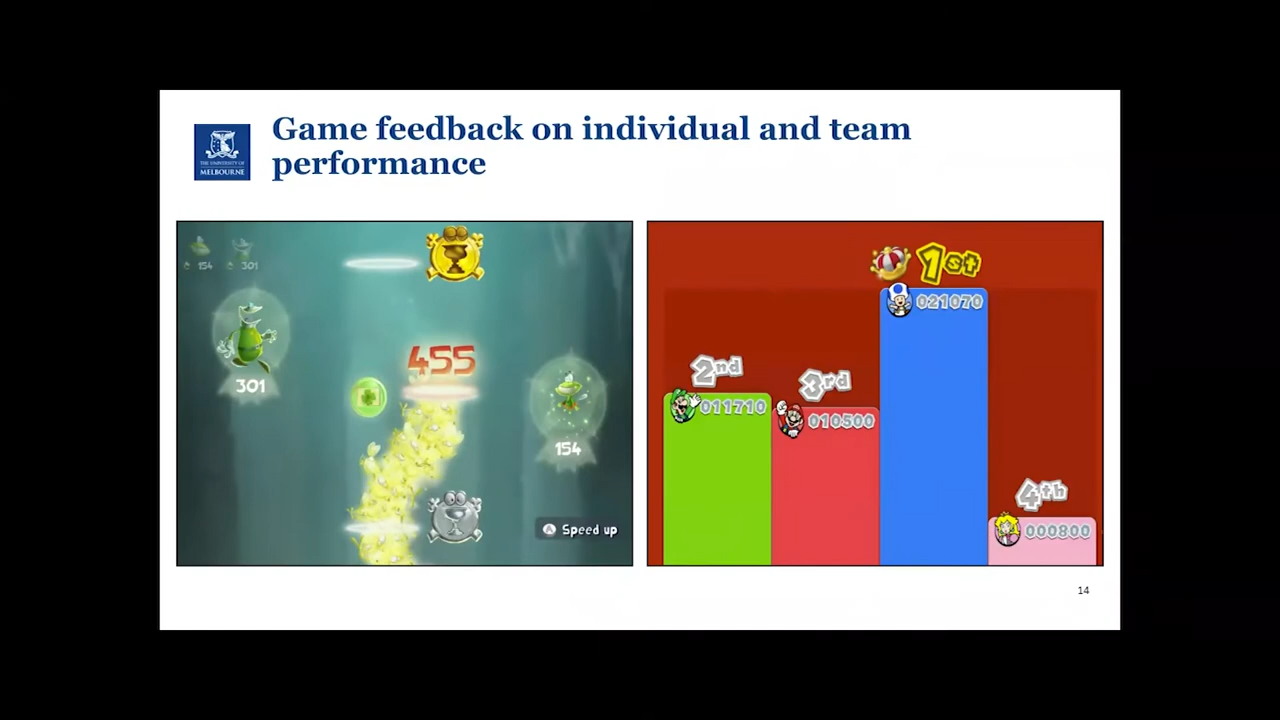 Game feedback on individual and team
performance
THE UNIVERSITY OF
MELBOURNE
154 301
301
455
154
Speed up
1st
021070
2nd
011710
3rd
010500
4th
000800
14